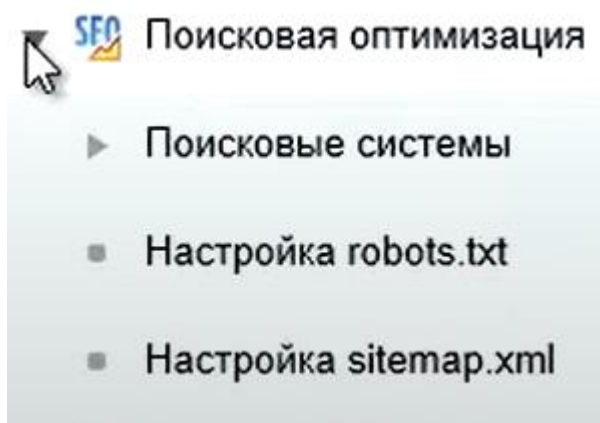 SEO Поисковая оптимизация
Поисковые системы
Настройка robots.txt
Настройка sitemap.xml